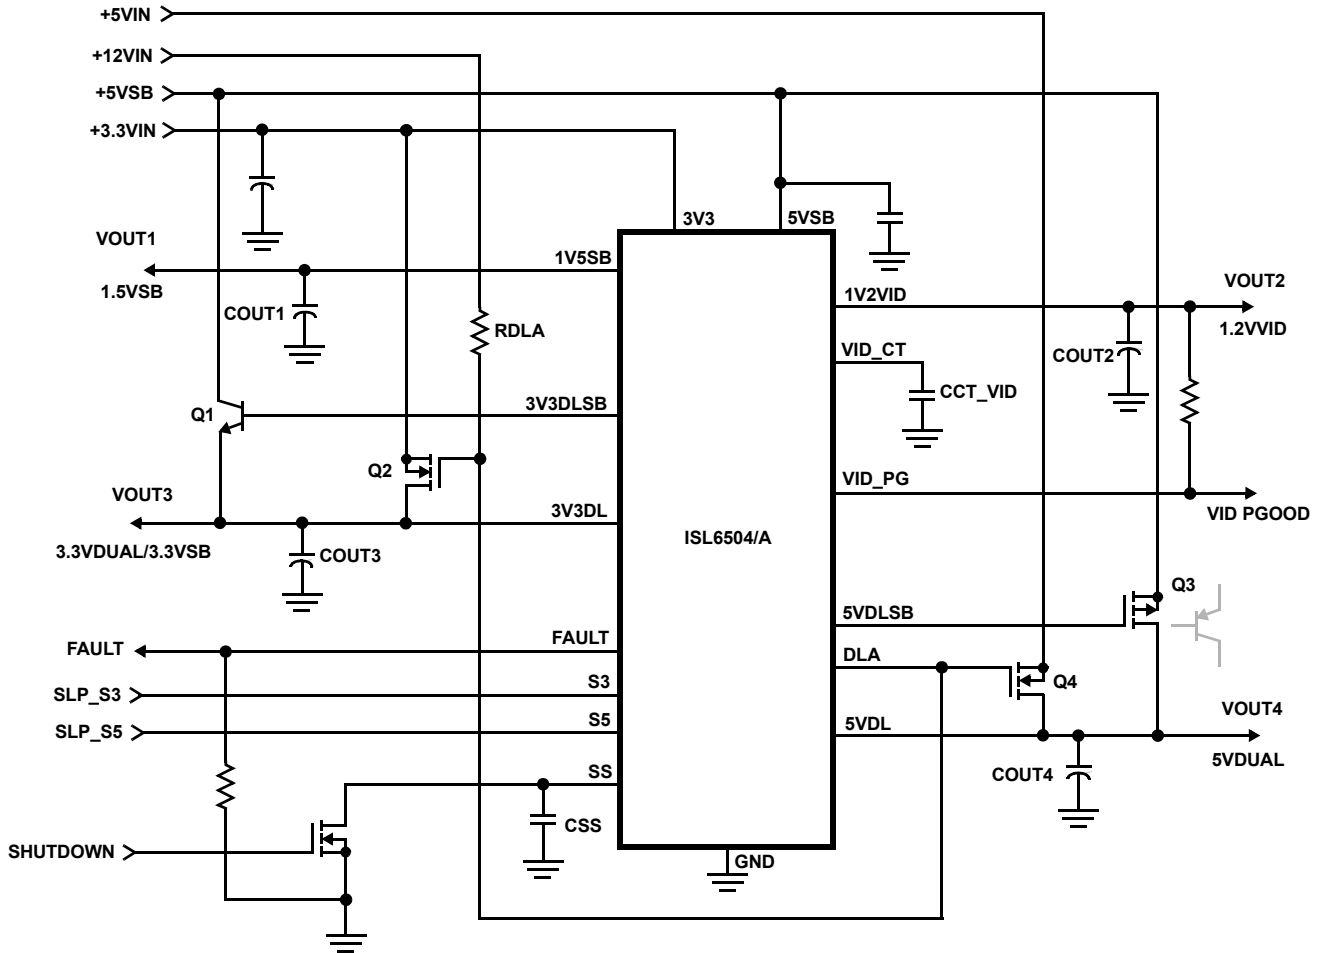 +5VIN
+12VIN
+5VSB
+3.3VIN
3V3
5VSB
VOUT1
1V5SB
1.5VSB
COUT1
RDLA
1V2VID
VOUT2
1.2VVID
COUT2
VID_CT
CCT_VID
Q1
3V3DLSB
Q2
VID_PG
VID PGOOD
VOUT3
3V3DL
3.3VDUAL/3.3VSB
COUT3
ISL6504/A
Q3
5VDLSB
FAULT
FAULT
DLA
SLP_S3
S3
Q4
SLP_S5
S5
5VDL
VOUT4
5VDUAL
COUT4
SS
CSS
SHUTDOWN
GND